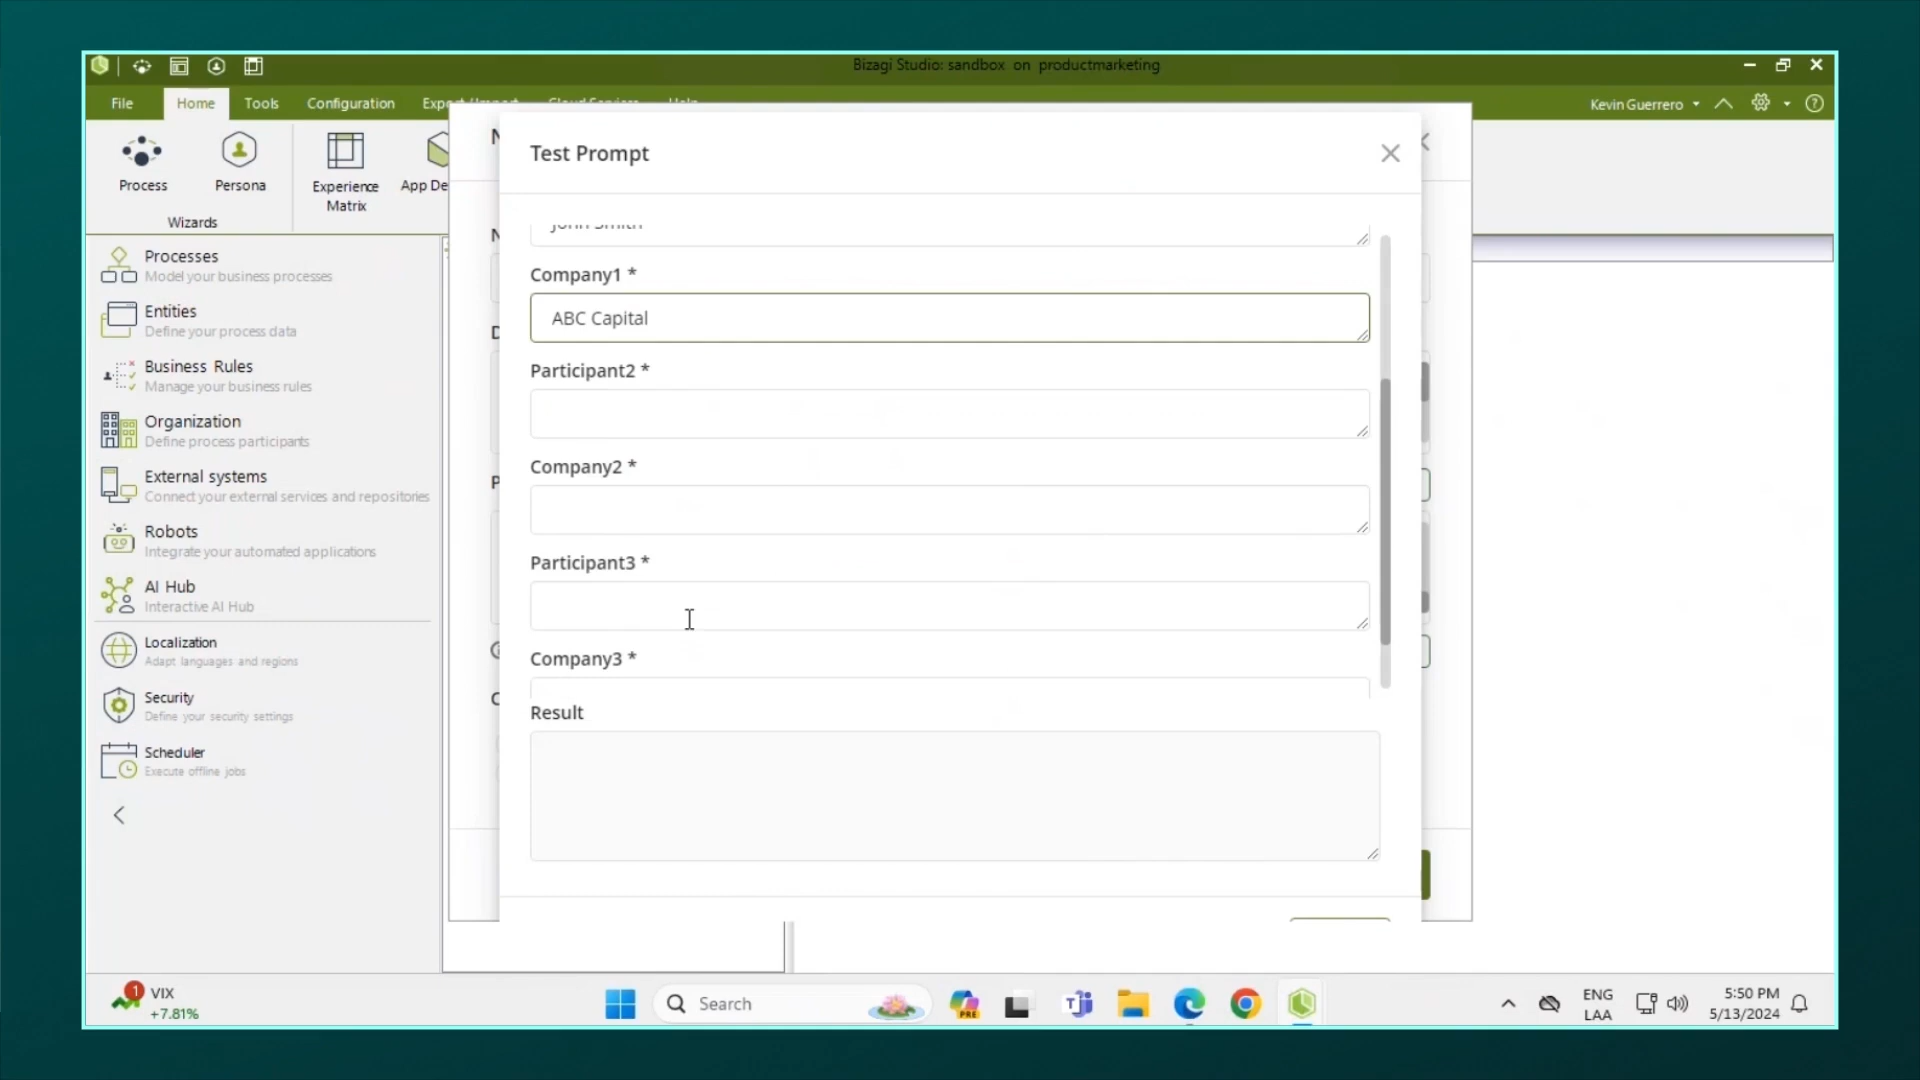 Bizagi Studio: sandbox on productmarketing
File
Home
Tools
Configuration
Kevin Guerrero
Process
Persona
Experience
Matrix
App De
Wizards
Processes
Model your business processes
Entities
Define your process data
Business Rules
Manage your business rules
Organization
Define process participants
External systems
Connect your external services and repositories
Robots
Integrate your automated applications
AI Hub
Interactive AI Hub
Localization
Adapt languages and regions
Security
Define your security settings
Scheduler
Execute offline jobs
Test Prompt
John Smith
Company1 *
ABC Capital
Participant2 *
Company2 *
Participant3 *
Company3 *
Result
1
VIX
+7.81%
Search
PRE
ENG
LAA
5:50 PM
5/13/2024